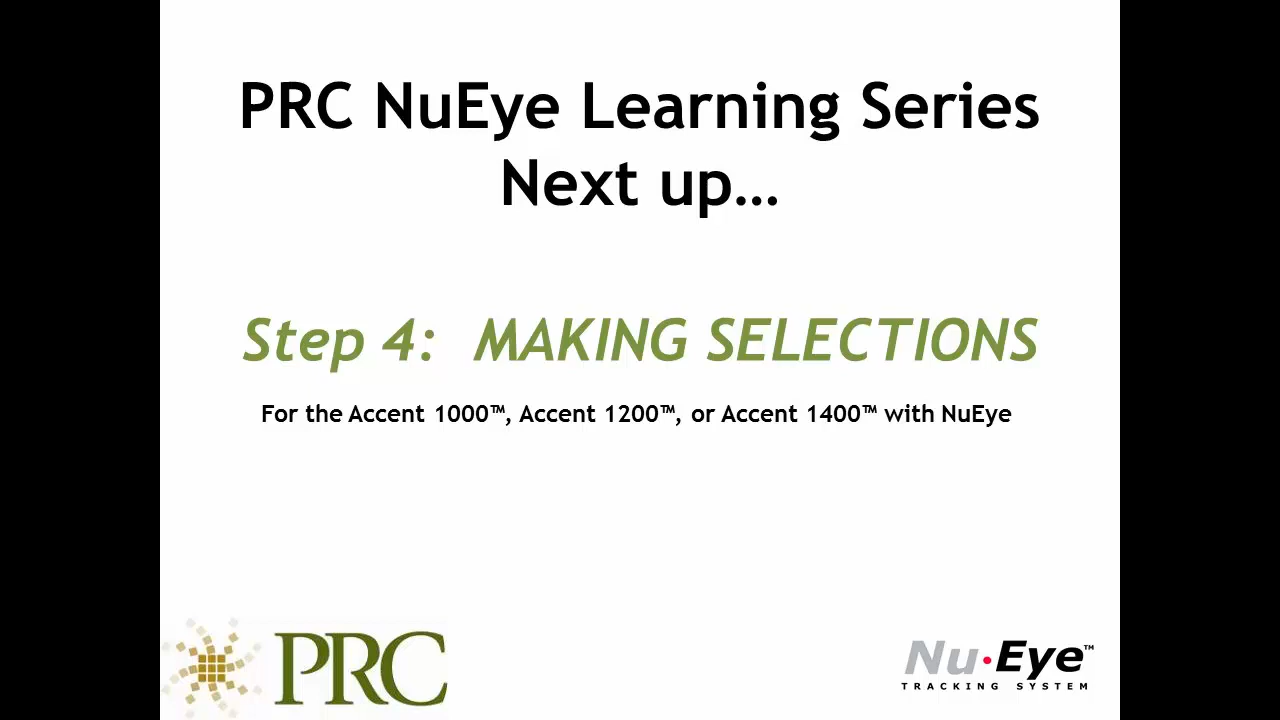 PRC NuEye Learning Series
Next up...
Step 4: MAKING SELECTIONS
For the Accent 1000™, Accent 1200™, or Accent 1400™ with NuEye
PRC
Nu•Eye™
TRACKING SYSTEM